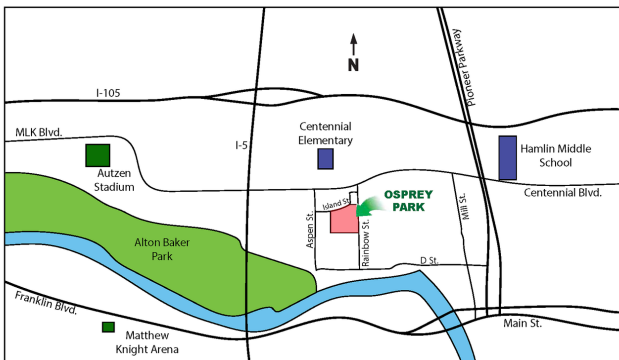 N
I-105
Pioneer Parkway
MLK Blvd.
I-5
Centennial
Elementary
Hamlin Middle
School
Autzen
Stadium
Centennial Blvd.
Island St.
OSPREY
PARK
Mill St.
Aspen St.
Rainbow St.
Alton Baker
Park
D St.
Franklin Blvd.
Main St.
Matthew
Knight Arena